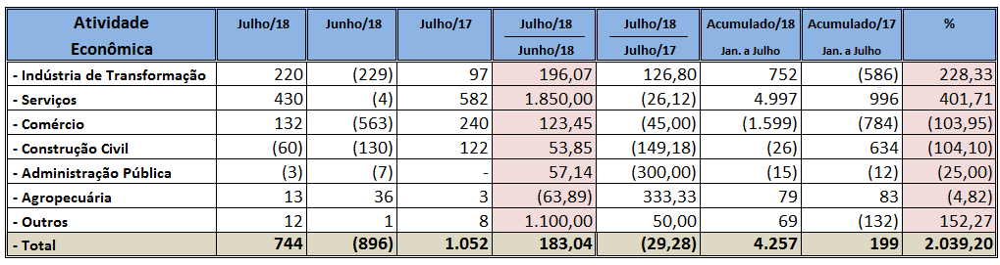 Atividade Econômica Julho/18 Junho/18 Julho/17 Julho/18 Junho/18 Julho/18 Julho/17 Acumulado/18 Jan. a Julho Acumulado/17 Jan. a Julho %
- Indústria de Transformação 220 (229) 97 196,07 126,80 752 (586) 228,33
- Serviços 430 (4) 582 1.850,00 (26,12) 4.997 996 401,71
- Comércio 132 (563) 240 123,45 (45,00) (1.599) (784) (103,95)
- Construção Civil (60) (130) 122 53,85 (149,18) (26) 634 (104,10)
- Administração Pública (3) (7) - 57,14 (300,00) (15) (12) (25,00)
- Agropecuária 13 36 3 (63,89) 333,33 79 83 (4,82)
- Outros 12 1 8 1.100,00 50,00 69 (132) 152,27
- Total 744 (896) 1.052 183,04 (29,28) 4.257 199 2.039,20